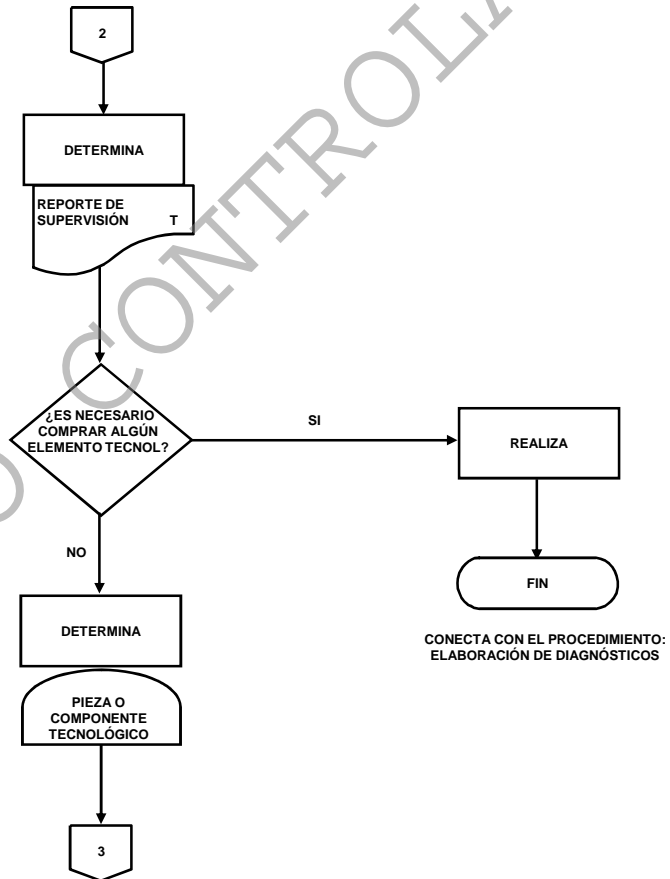 2
DETERMINA
REPORTE DE
SUPERVISIÓN T
¿ES NECESARIO
COMPRAR ALGÚN
ELEMENTO TECNOL?
SI
REALIZA
NO
FIN
DETERMINA
CONECTA CON EL PROCEDIMIENTO:
ELABORACIÓN DE DIAGNÓSTICOS
PIEZA O
COMPONENTE
TECNOLÓGICO
3